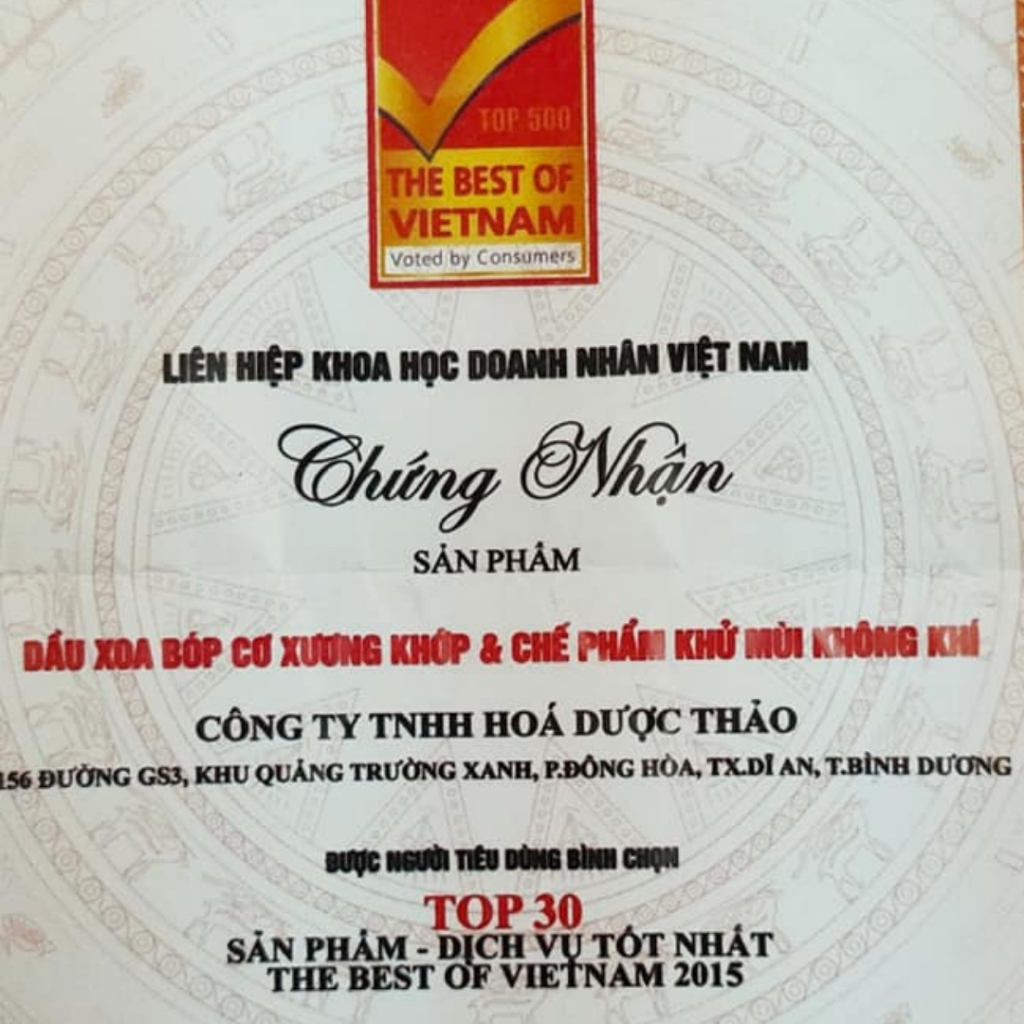 TOP 500
THE BEST OF
VIETNAM
Voted by Consumers
LIÊN HIỆP KHOA HỌC DOANH NHÂN VIỆT NAM
Chứng Nhận
SẢN PHẨM
DẦU XOA BÓP CƠ XƯƠNG KHỚP & CHẾ PHẨM KHỬ MÙI KHÔNG KHÍ
CÔNG TY TNHH HOÁ DƯỢC THẢO
156 ĐƯỜNG GS3, KHU QUẢNG TRƯỜNG XANH, P.ĐÔNG HÒA, TX.DĨ AN, T.BÌNH DƯƠNG
ĐƯỢC NGƯỜI TIÊU DÙNG BÌNH CHỌN
TOP 30
SẢN PHẨM - DỊCH VỤ TỐT NHẤT
THE BEST OF VIETNAM 2015